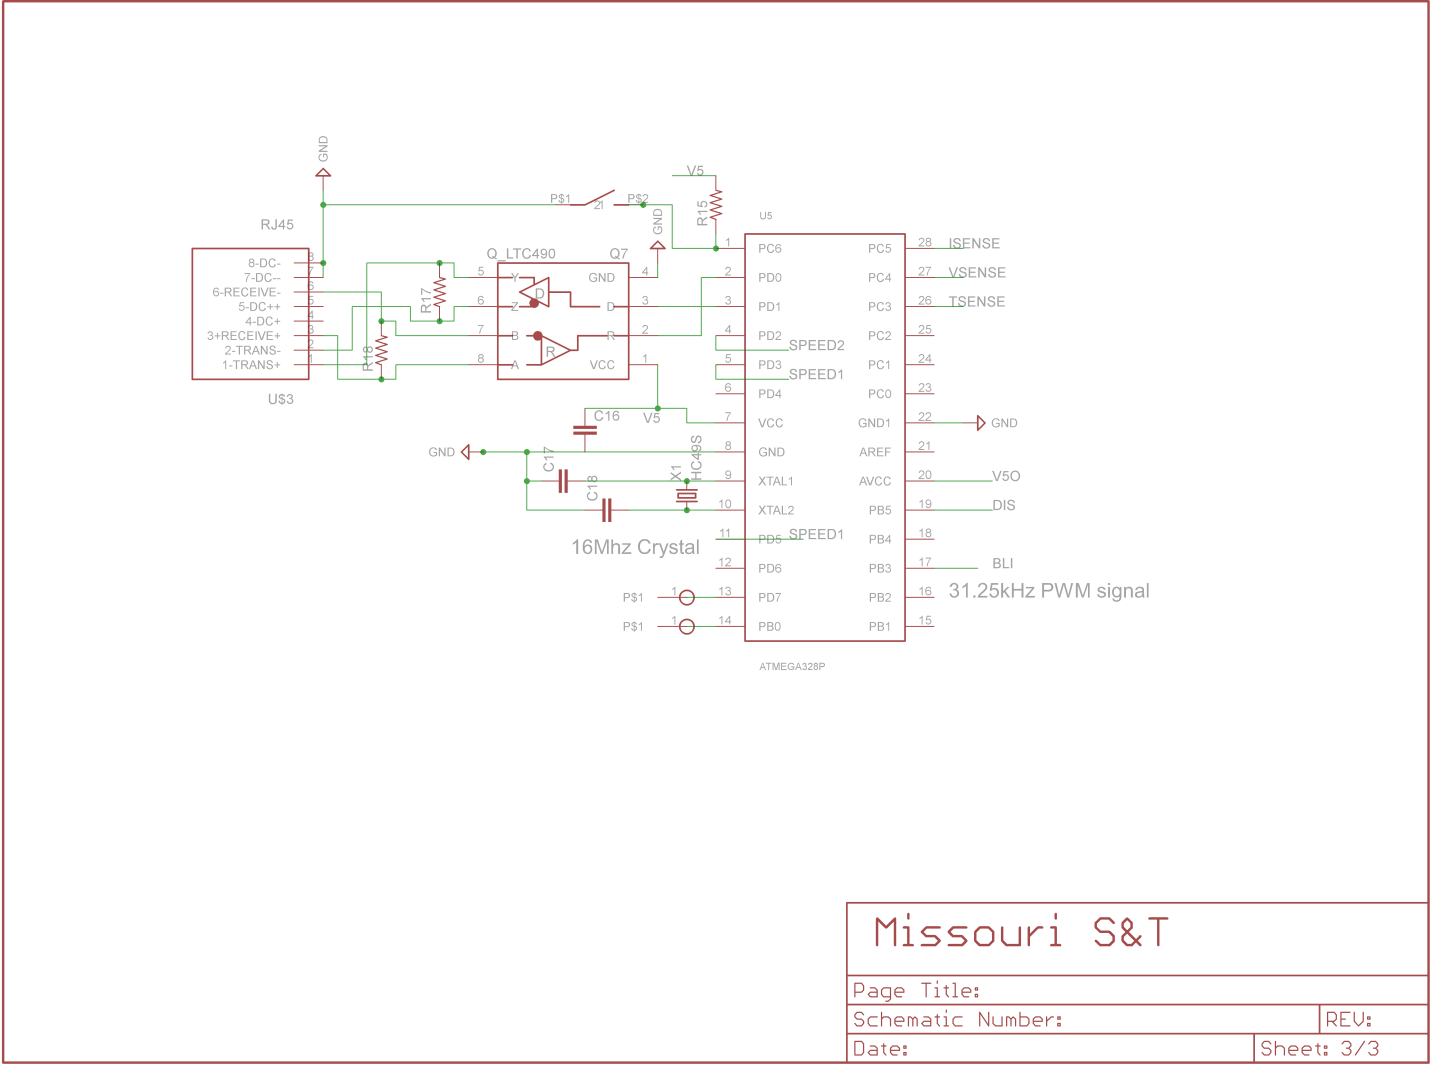 GND
V5
P$1
21
P$2
R15
GND
U5
RJ45
Q_LTC490
Q7
8-DC-
8
7-DC--
7
6-RECEIVE-
6
5-DC++
5
4-DC+
4
3+RECEIVE+
3
2-TRANS-
2
1-TRANS+
1
U$3
R17
R18
5
Y
GND
4
D
6
Z
D
3
7
B
R
2
R
8
A
VCC
1
1
PC6
PC5
28
ISENSE
2
PD0
PC4
27
VSENSE
3
PD1
PC3
26
TSENSE
4
PD2
PC2
25
SPEED2
5
PD3
PC1
24
SPEED1
6
PD4
PC0
23
C16
V5
7
VCC
GND1
22
GND
GND
8
GND
AREF
21
C17
X1
HC49S
9
XTAL1
AVCC
20
V5O
C18
10
XTAL2
PB5
19
DIS
16Mhz Crystal
11
PD5
SPEED1
PB4
18
12
PD6
PB3
17
BLI
P$1
1
13
PD7
PB2
16
31.25kHz PWM signal
P$1
1
14
PB0
PB1
15
ATMEGA328P
Missouri S&T
Page Title:
Schematic Number:
REV:
Date:
Sheet: 3/3